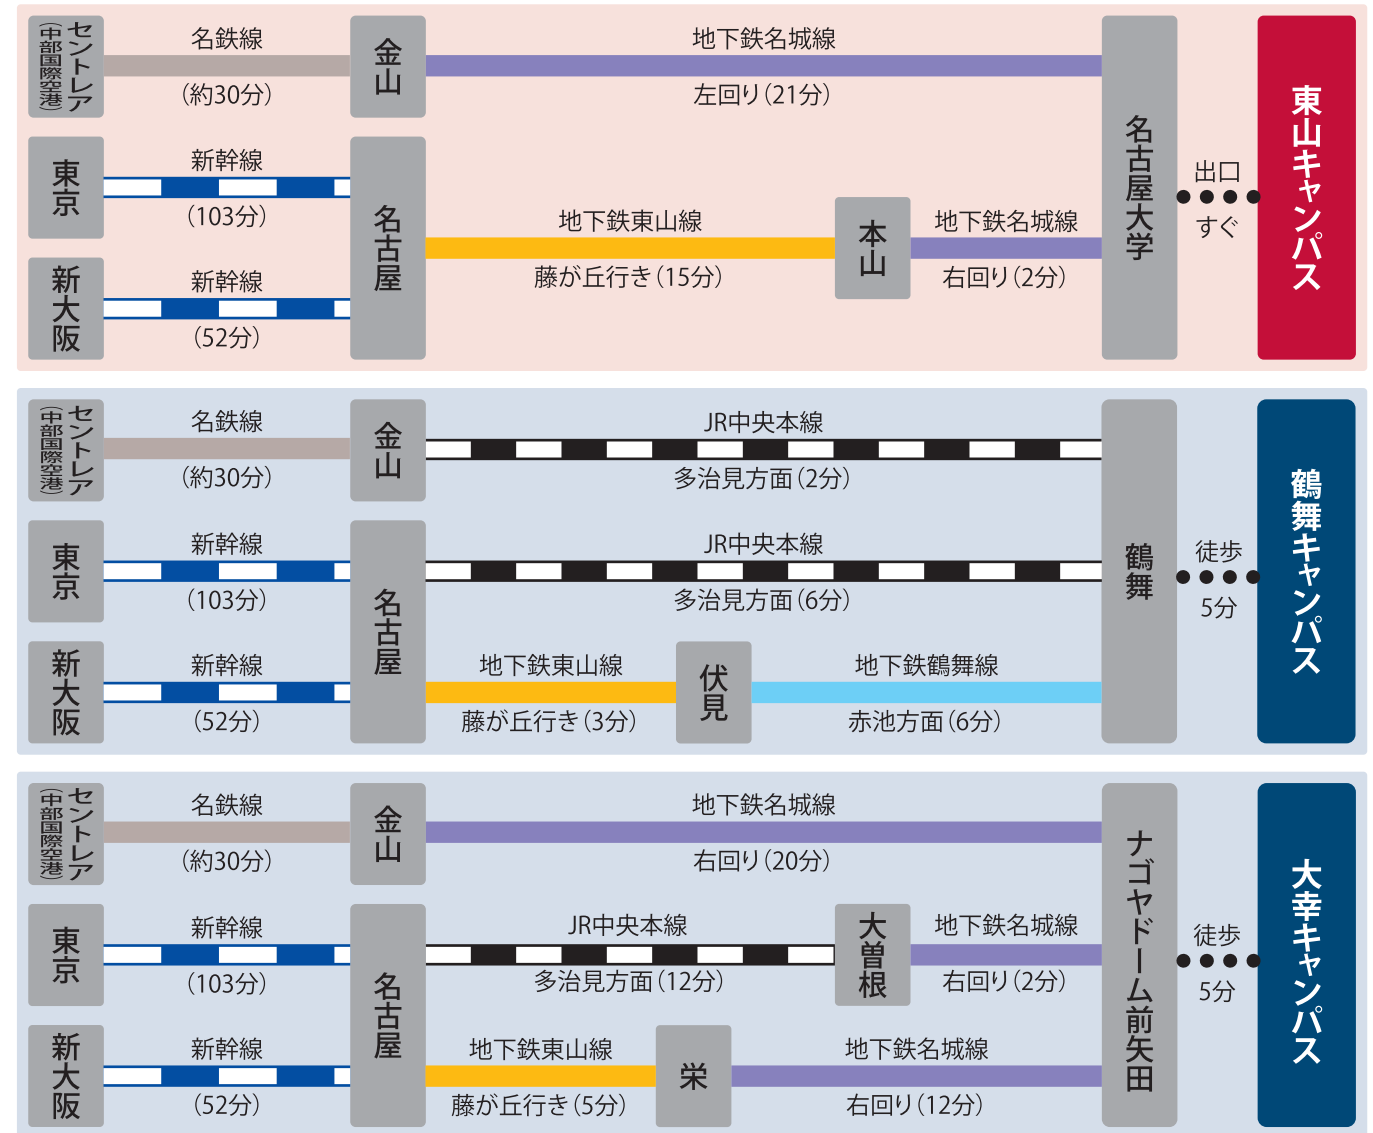 セントレア
（中部国際空港）
名鉄線
（約30分）
金山
地下鉄名城線
左回り（21分）
東京
新幹線
（103分）
新大阪
新幹線
（52分）
名古屋
地下鉄東山線
藤が丘行き（15分）
本山
地下鉄名城線
右回り（2分）
名古屋大学
出口
すぐ
東山キャンパス
セントレア
（中部国際空港）
名鉄線
（約30分）
金山
JR中央本線
多治見方面（2分）
東京
新幹線
（103分）
新大阪
新幹線
（52分）
名古屋
JR中央本線
多治見方面（6分）
地下鉄東山線
藤が丘行き（3分）
伏見
地下鉄鶴舞線
赤池方面（6分）
鶴舞
徒歩
5分
鶴舞キャンパス
セントレア
（中部国際空港）
名鉄線
（約30分）
金山
地下鉄名城線
右回り（20分）
東京
新幹線
（103分）
新大阪
新幹線
（52分）
名古屋
JR中央本線
多治見方面（12分）
大曽根
地下鉄名城線
右回り（2分）
地下鉄東山線
藤が丘行き（5分）
栄
地下鉄名城線
右回り（12分）
ナゴヤドーム前矢田
徒歩
5分
大幸キャンパス